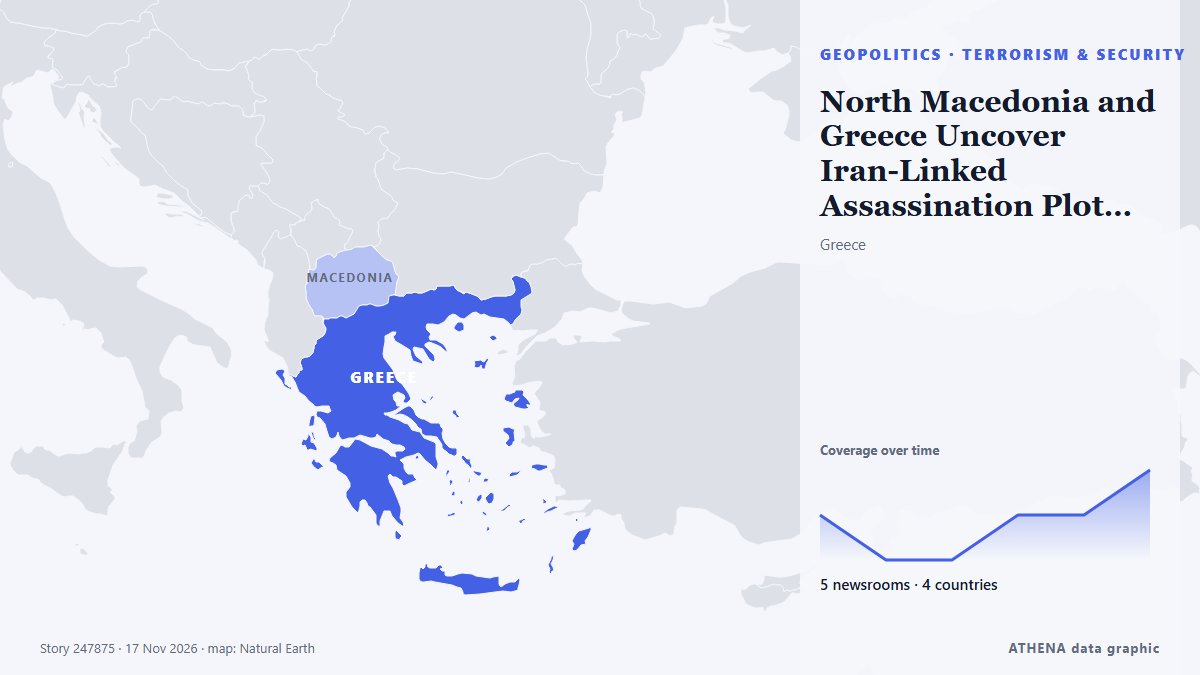 GEOPOLITICS · TERRORISM & SECURITY
North Macedonia and
Greece Uncover
Iran-Linked
Assassination Plot...
Greece
MACEDONIA
GREECE
Coverage over time
5 newsrooms · 4 countries
Story 247875 · 17 Nov 2026 · map: Natural Earth
ATHENA data graphic